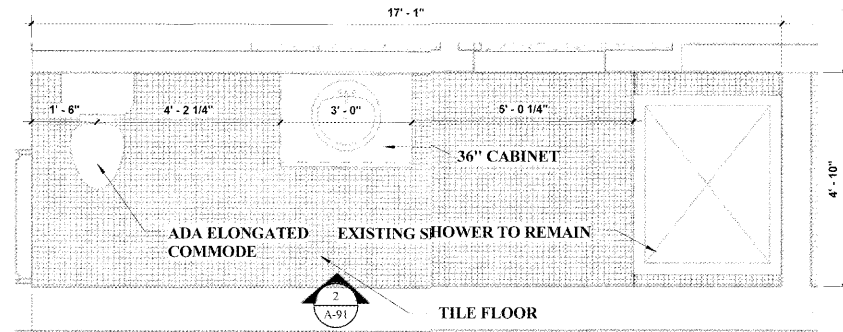 17' - 1"
1' - 6"
4' - 2 1/4"
3' - 0"
5' - 0 1/4"
36" CABINET
4' - 10"
ADA ELONGATED
COMMODE
EXISTING SHOWER TO REMAIN
2
A-91
TILE FLOOR